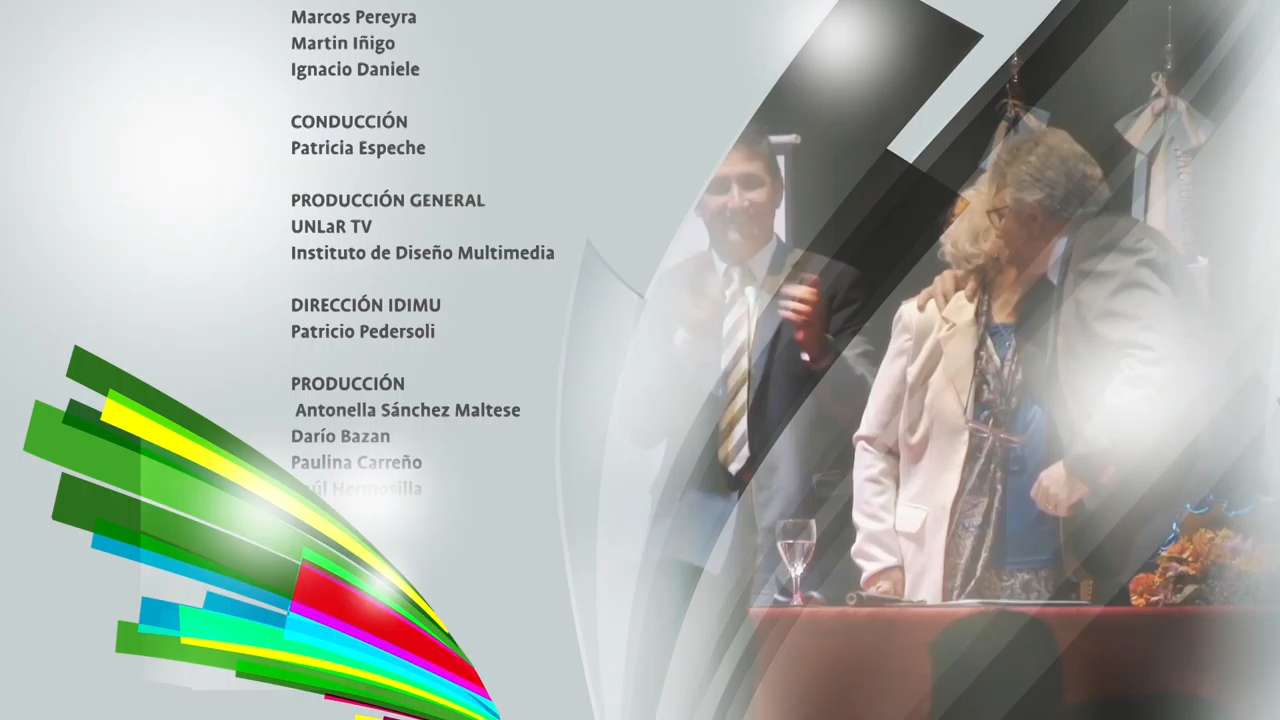 Marcos Pereyra
Martin Iñigo
Ignacio Daniele
CONDUCCIÓN
Patricia Espeche
PRODUCCIÓN GENERAL
UNLaR TV
Instituto de Diseño Multimedia
DIRECCIÓN IDIMU
Patricio Pedersoli
PRODUCCIÓN
Antonella Sánchez Maltese
Darío Bazan
Paulina Carreño
Hermosilla